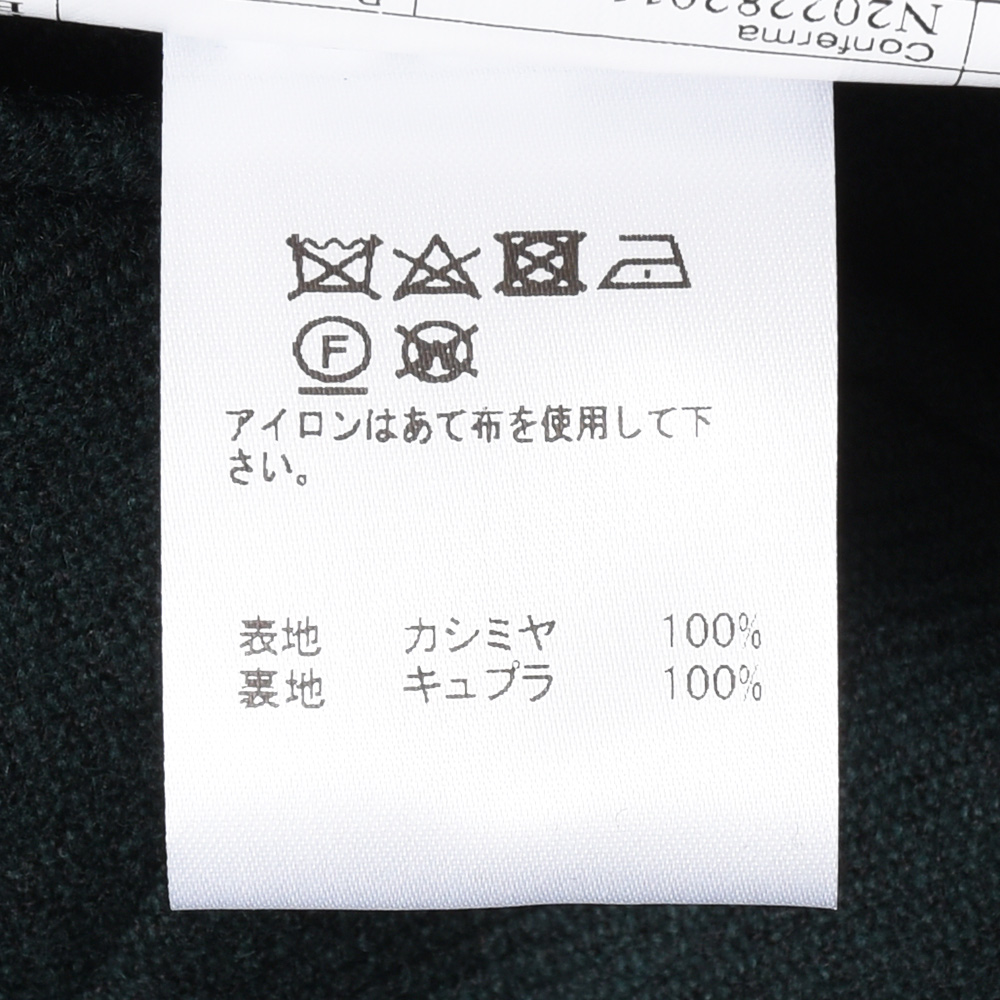 Conferma
F
W
アイロンはあて布を使用して下
さい。
表地 カシミヤ 100%
裏地 キュプラ 100%